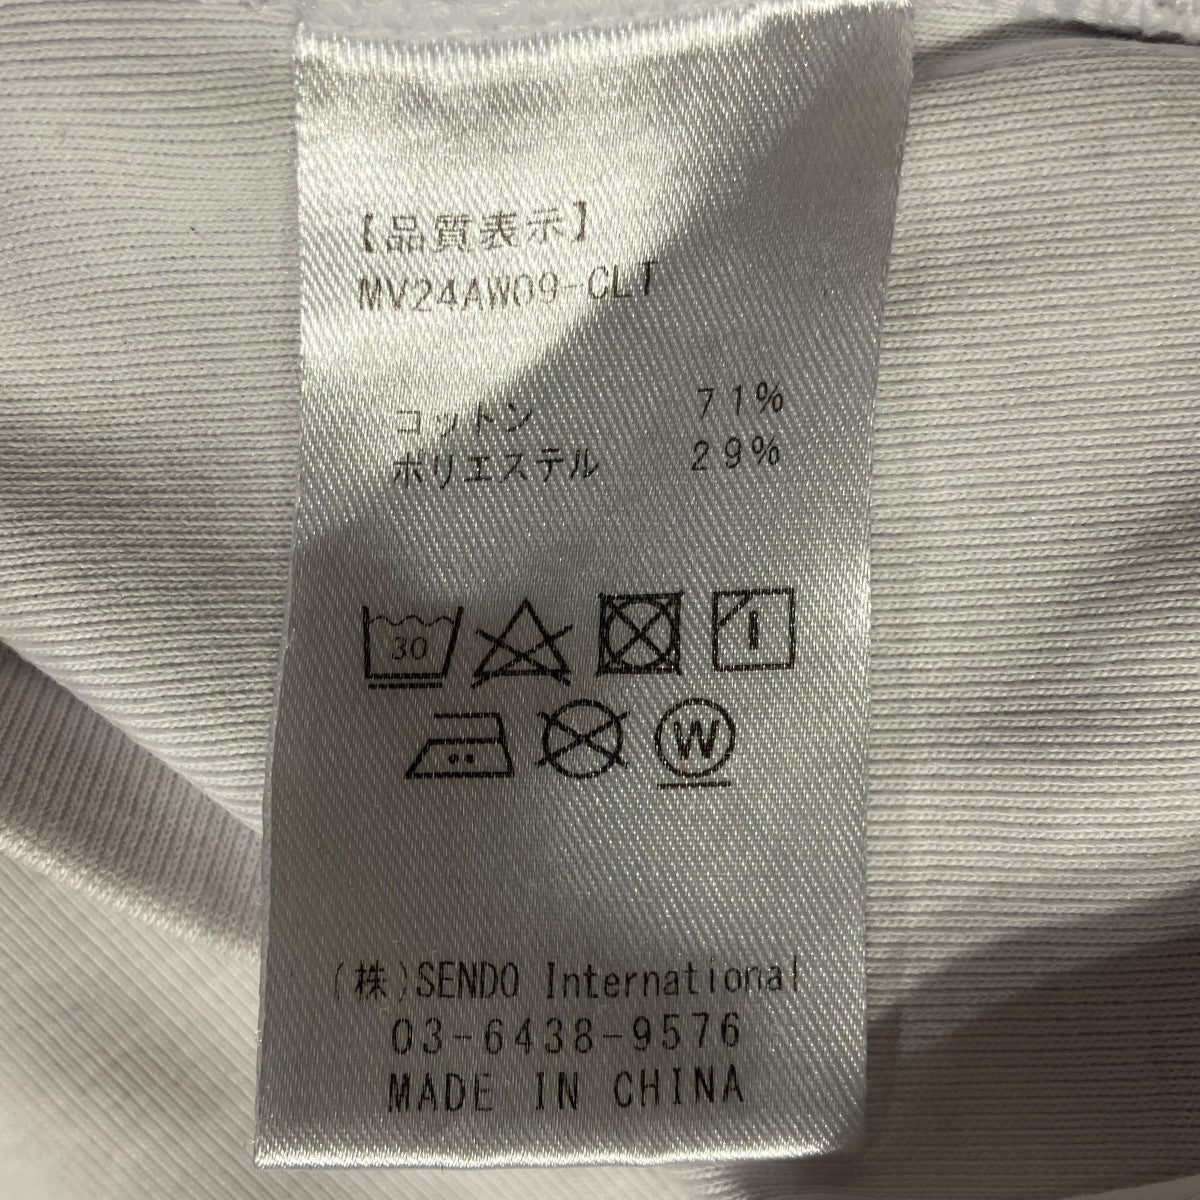 【品質表示】
MV24AW09-CLT
コットン 71%
ポリエステル 29%
30
W
(株)SENDO International
03-6438-9576
MADE IN CHINA